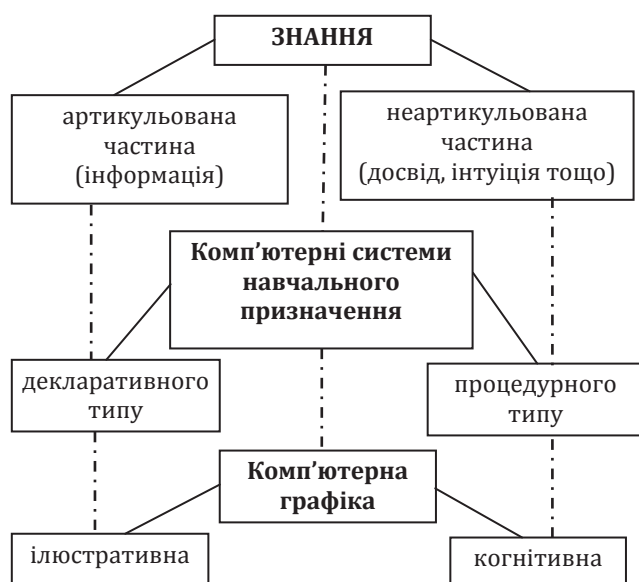 ЗНАННЯ
артикульована
частина
(інформація)
неартикульована
частина
(досвід, інтуіція тощо)
Комп’ютерні системи
навчального
призначення
декларативного
типу
процедурного
типу
Комп’ютерна
графіка
ілюстративна
когнітивна